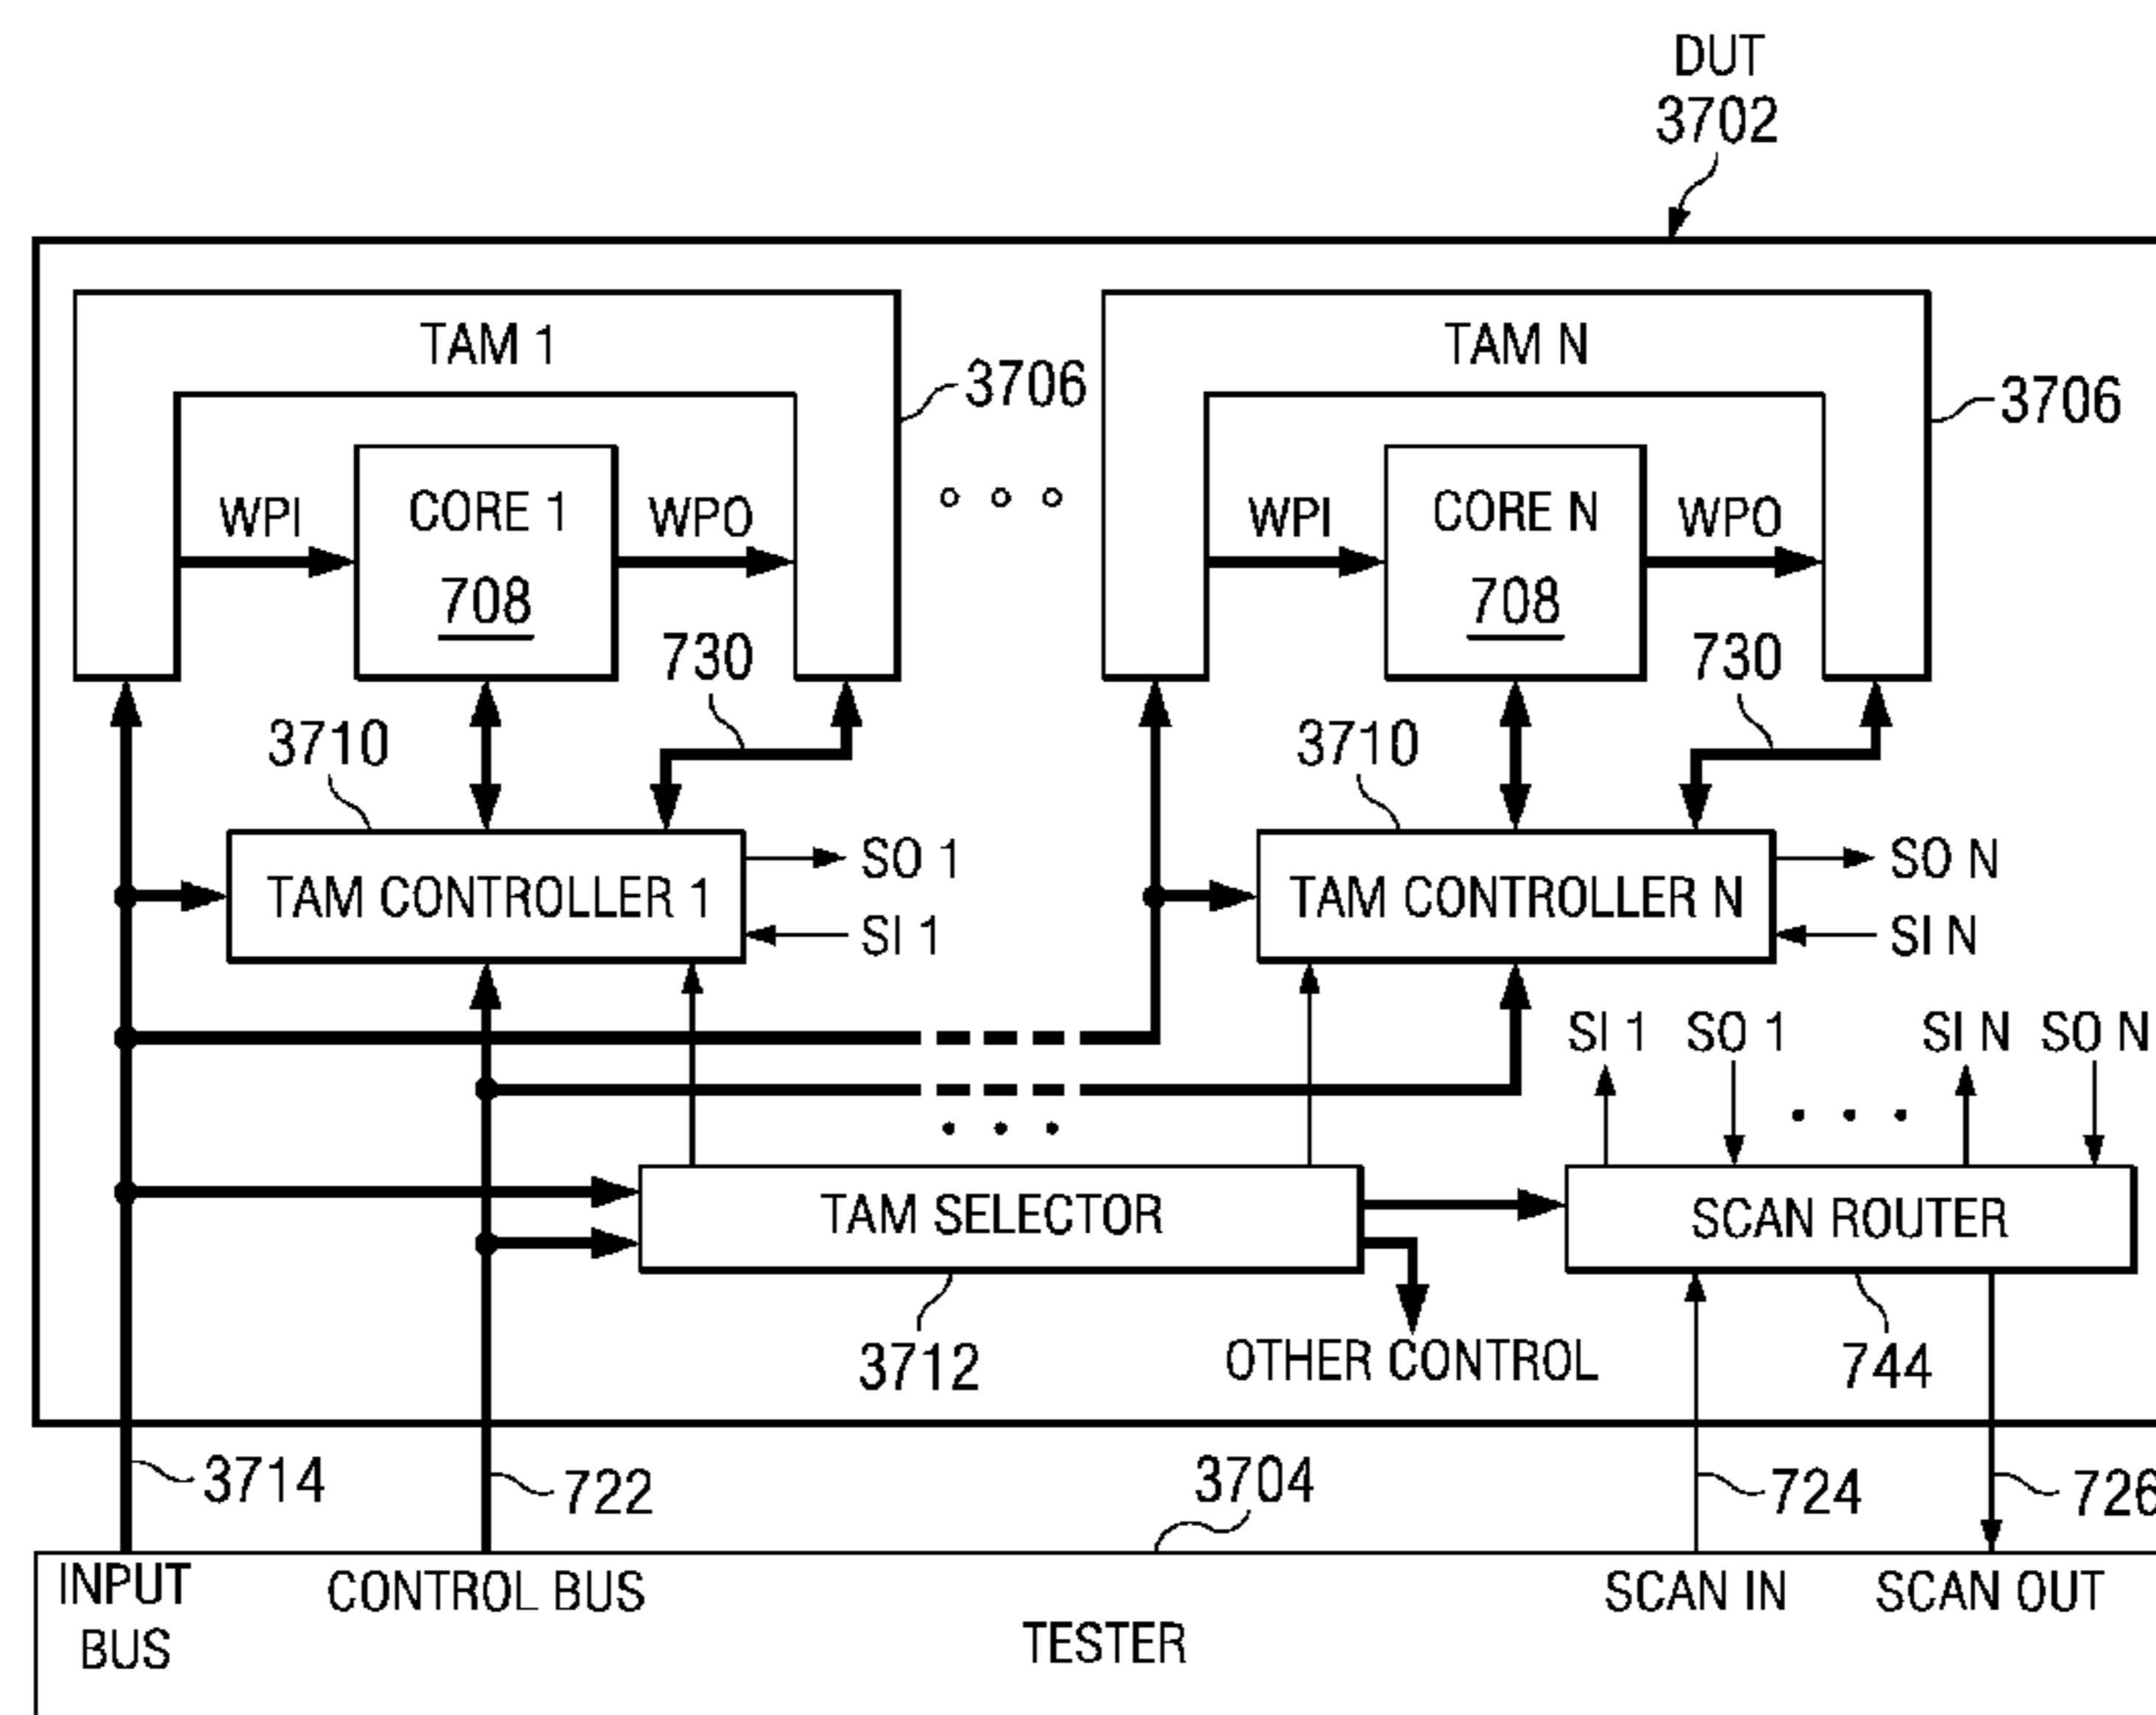 DUT
3702
TAM 1
TAM N
3706
3706
WPI
CORE 1
WPO
WPI
CORE N
WPO
708
708
730
730
3710
3710
SO 1
SO N
TAM CONTROLLER 1
TAM CONTROLLER N
SI 1
SI N
SI 1
SO 1
SI N
SO N
TAM SELECTOR
SCAN ROUTER
3712
OTHER CONTROL
744
3714
722
3704
724
726
INPUT
BUS
CONTROL BUS
SCAN IN
SCAN OUT
TESTER